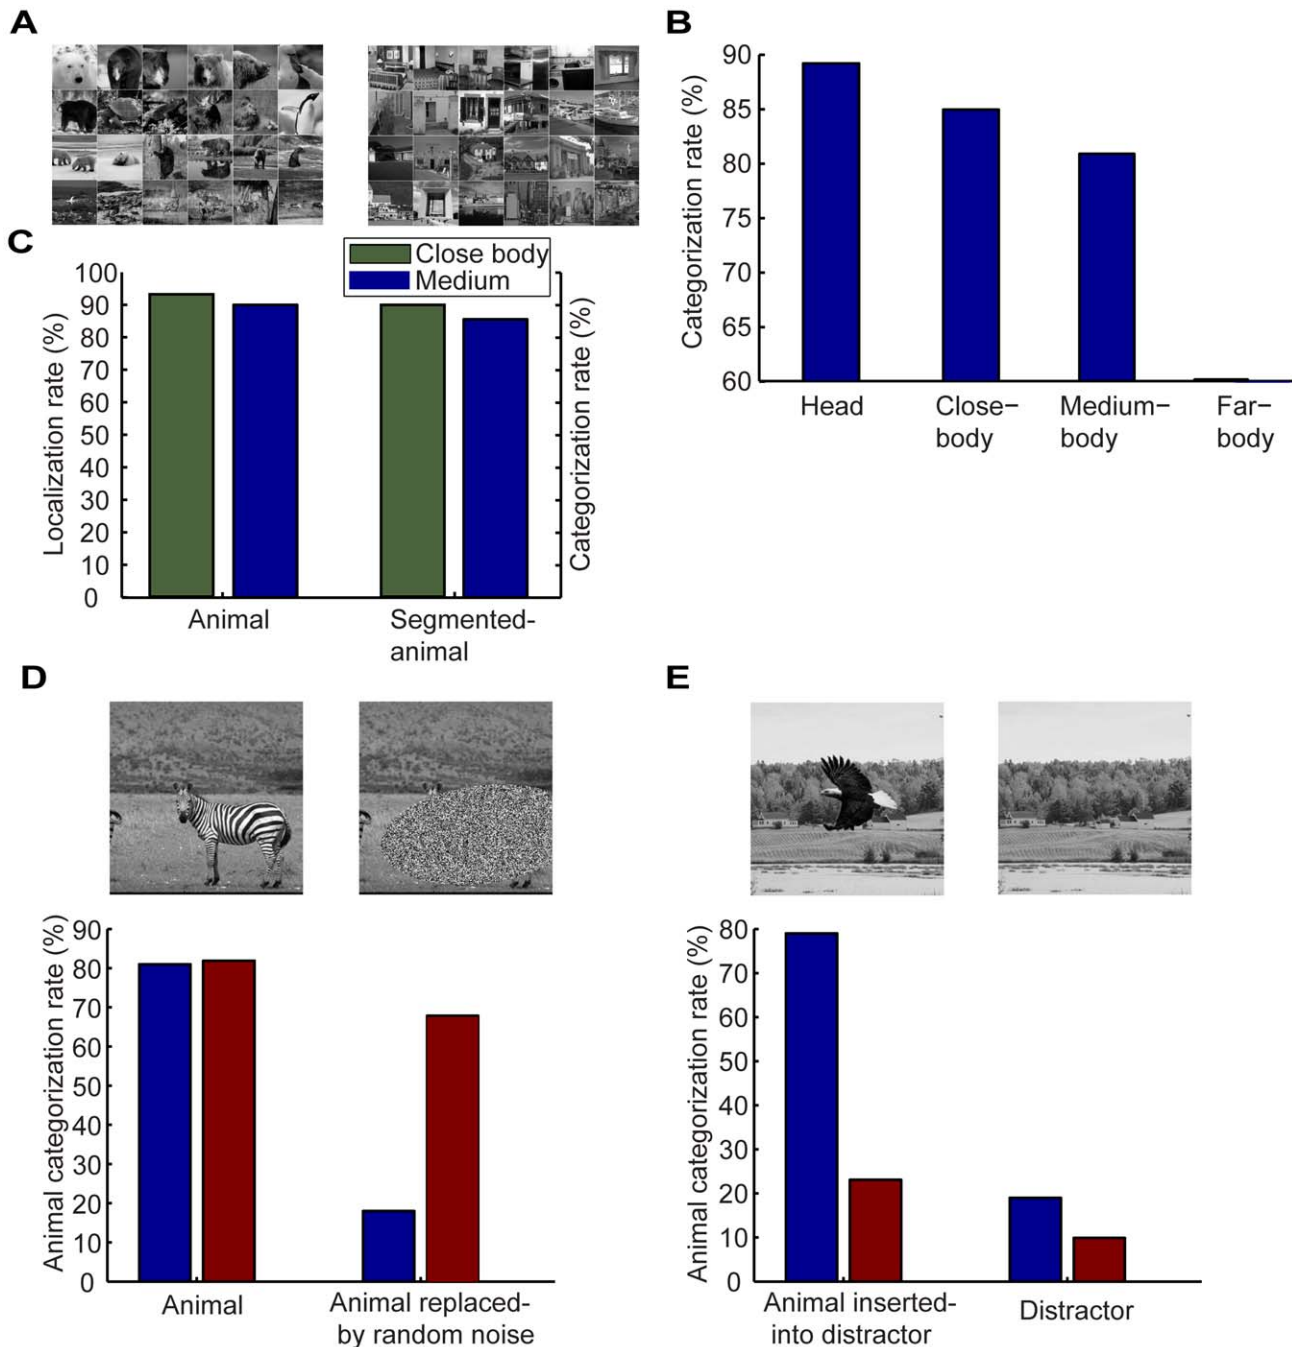 A
B
90
85
80
75
70
65
60
Categorization rate (%)
Head
Close−
body
Medium−
body
Far−
body
C
Close body
Medium
100
90
80
70
60
50
40
30
20
10
0
Localization rate (%)
Categorization rate (%)
Animal
Segmented-
animal
D
90
80
70
60
50
40
30
20
10
0
Animal categorization rate (%)
Animal
Animal replaced-
by random noise
E
80
70
60
50
40
30
20
10
0
Animal categorization rate (%)
Animal inserted-
into distractor
Distractor